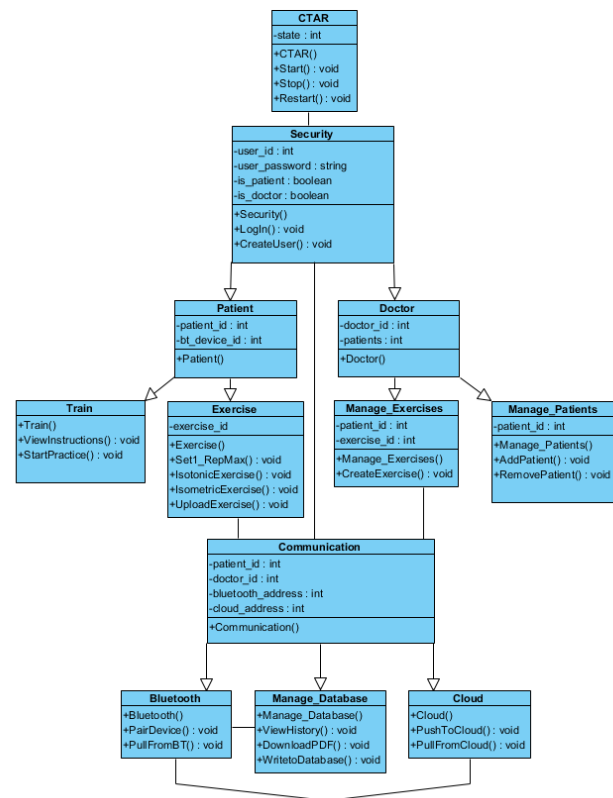 CTAR
-state : int
+CTAR()
+Start() : void
+Stop() : void
+Restart() : void
Security
-user_id : int
-user_password : string
-is_patient : boolean
-is_doctor : boolean
+Security()
+LogIn() : void
+CreateUser() : void
Patient
-patient_id : int
-bt_device_id : int
+Patient()
Doctor
-doctor_id : int
-patients : int
+Doctor()
Train
+Train()
+ViewInstructions() : void
+StartPractice() : void
Exercise
-exercise_id
+Exercise()
+Set1_RepMax() : void
+IsotonicExercise() : void
+IsometricExercise() : void
+UploadExercise() : void
Manage_Exercises
-patient_id : int
-exercise_id : int
+Manage_Exercises()
+CreateExercise() : void
Manage_Patients
-patient_id : int
+Manage_Patients()
+AddPatient() : void
+RemovePatient() : void
Communication
-patient_id : int
-doctor_id : int
-bluetooth_address : int
-cloud_address : int
+Communication()
Bluetooth
+Bluetooth()
+PairDevice() : void
+PullFromBT() : void
Manage_Database
+Manage_Database()
+ViewHistory() : void
+DownloadPDF() : void
+WritetoDatabase() : void
Cloud
+Cloud()
+PushToCloud() : void
+PullFromCloud() : void